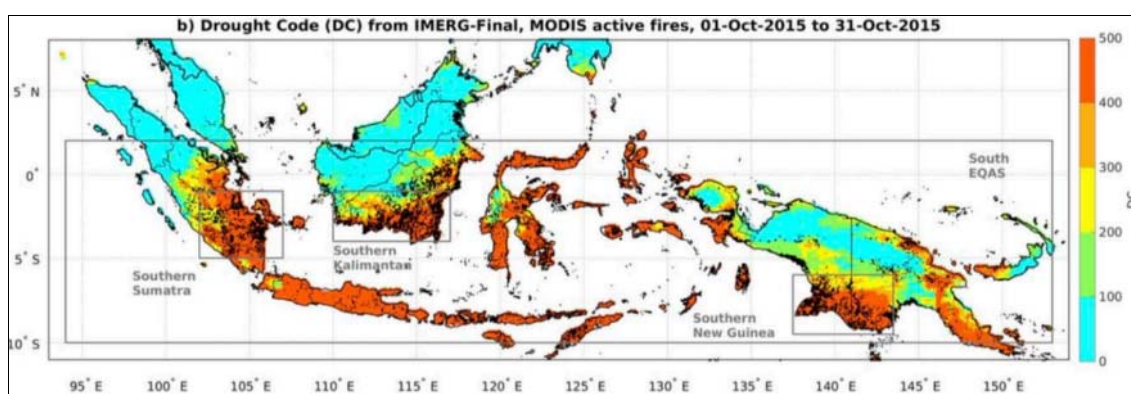 b) Drought Code (DC) from IMERG-Final, MODIS active fires, 01-Oct-2015 to 31-Oct-2015
500
400
300
200
100
0
DC
5° N
0°
5° S
10° S
South
EQAS
Southern
Sumatra
Southern
Kalimantan
Southern
New Guinea
95° E 100° E 105° E 110° E 115° E 120° E 125° E 130° E 135° E 140° E 145° E 150° E